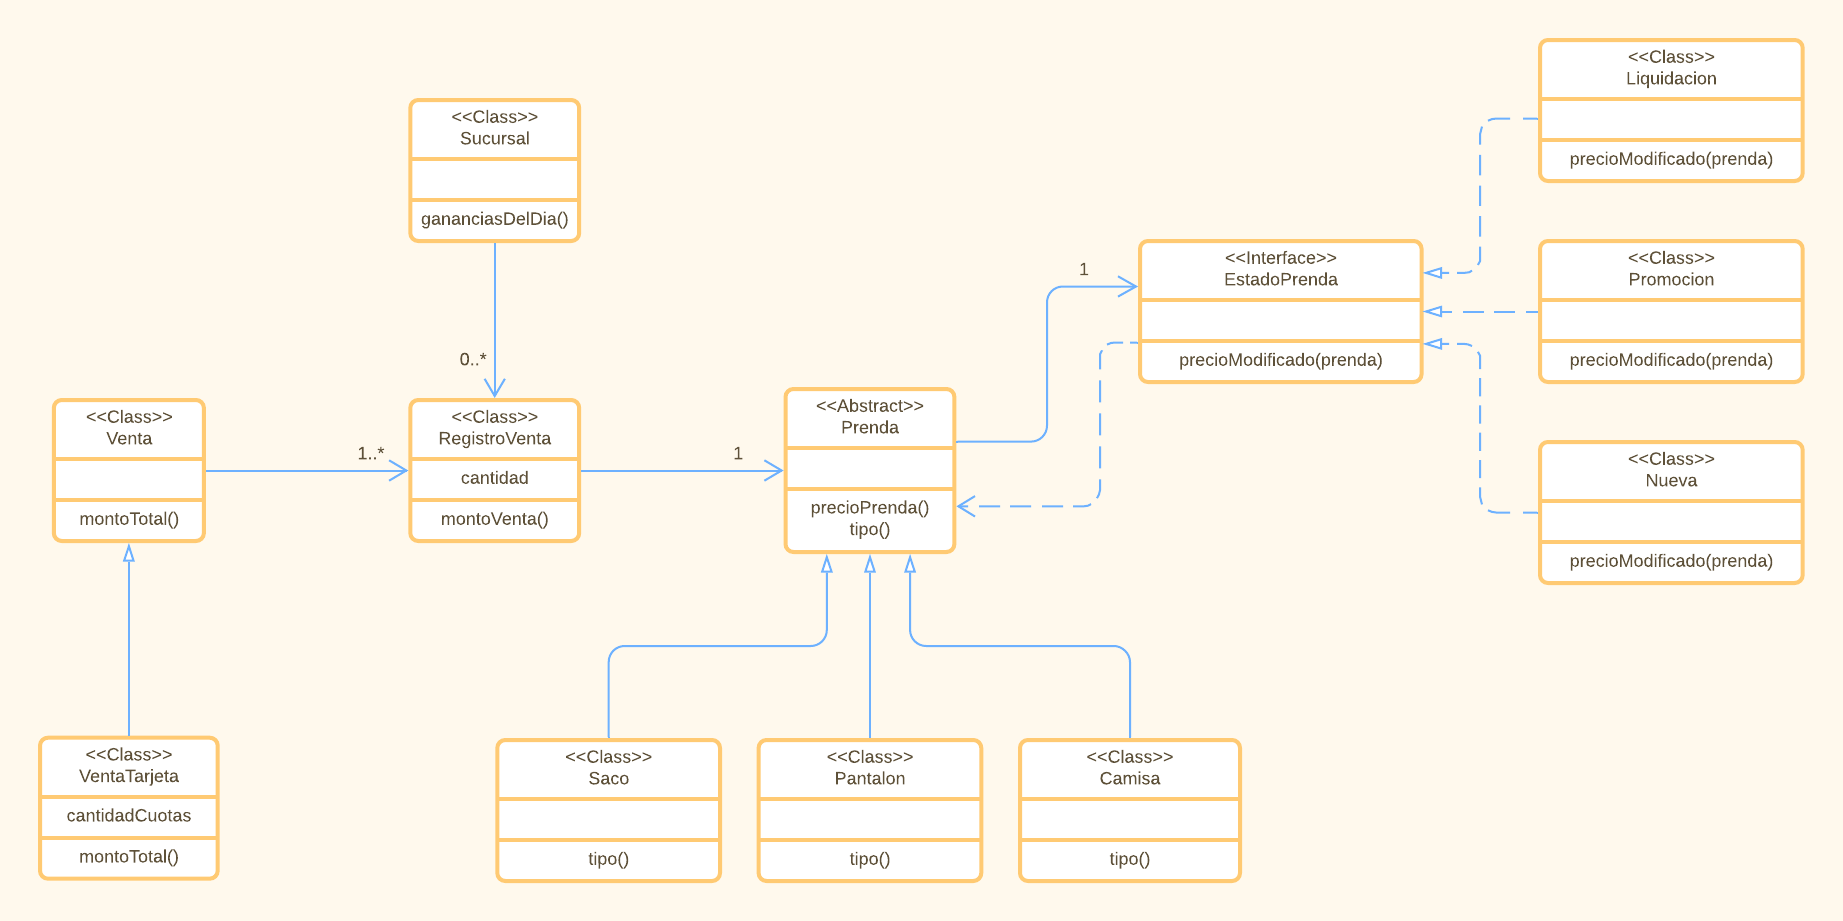 <<Class>>
Liquidacion
precioModificado(prenda)
<<Class>>
Sucursal
gananciasDelDia()
0..*
<<Interface>>
EstadoPrenda
precioModificado(prenda)
1
<<Class>>
Promocion
precioModificado(prenda)
<<Class>>
Venta
montoTotal()
1..*
<<Class>>
RegistroVenta
cantidad
montoVenta()
1
<<Abstract>>
Prenda
precioPrenda()
tipo()
<<Class>>
Nueva
precioModificado(prenda)
<<Class>>
VentaTarjeta
cantidadCuotas
montoTotal()
<<Class>>
Saco
tipo()
<<Class>>
Pantalon
tipo()
<<Class>>
Camisa
tipo()